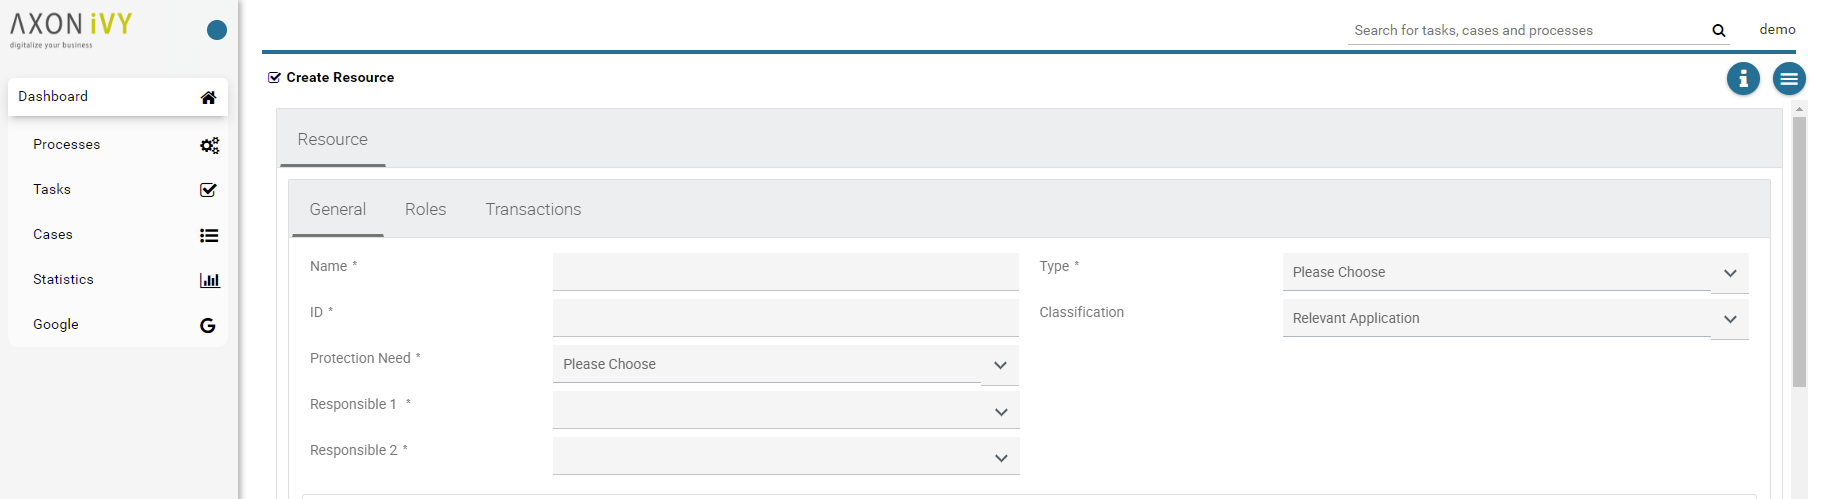 AXON iVY
digitalize your business
Search for tasks, cases and processes
demo
Create Resource
Dashboard
Processes
Tasks
Cases
Statistics
Google
Resource
General Roles Transactions
Name * Type * Please Choose
ID * Classification Relevant Application
Protection Need * Please Choose
Responsible 1 *
Responsible 2 *